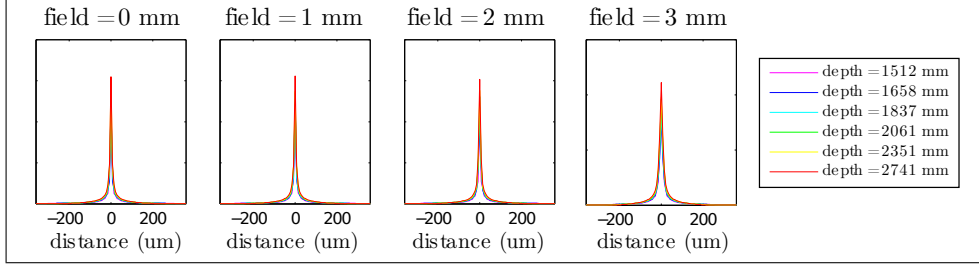 field = 0 mm
field = 1 mm
field = 2 mm
field = 3 mm
−200 0 200
−200 0 200
−200 0 200
−200 0 200
distance (um)
distance (um)
distance (um)
distance (um)
depth = 1512 mm
depth = 1658 mm
depth = 1837 mm
depth = 2061 mm
depth = 2351 mm
depth = 2741 mm